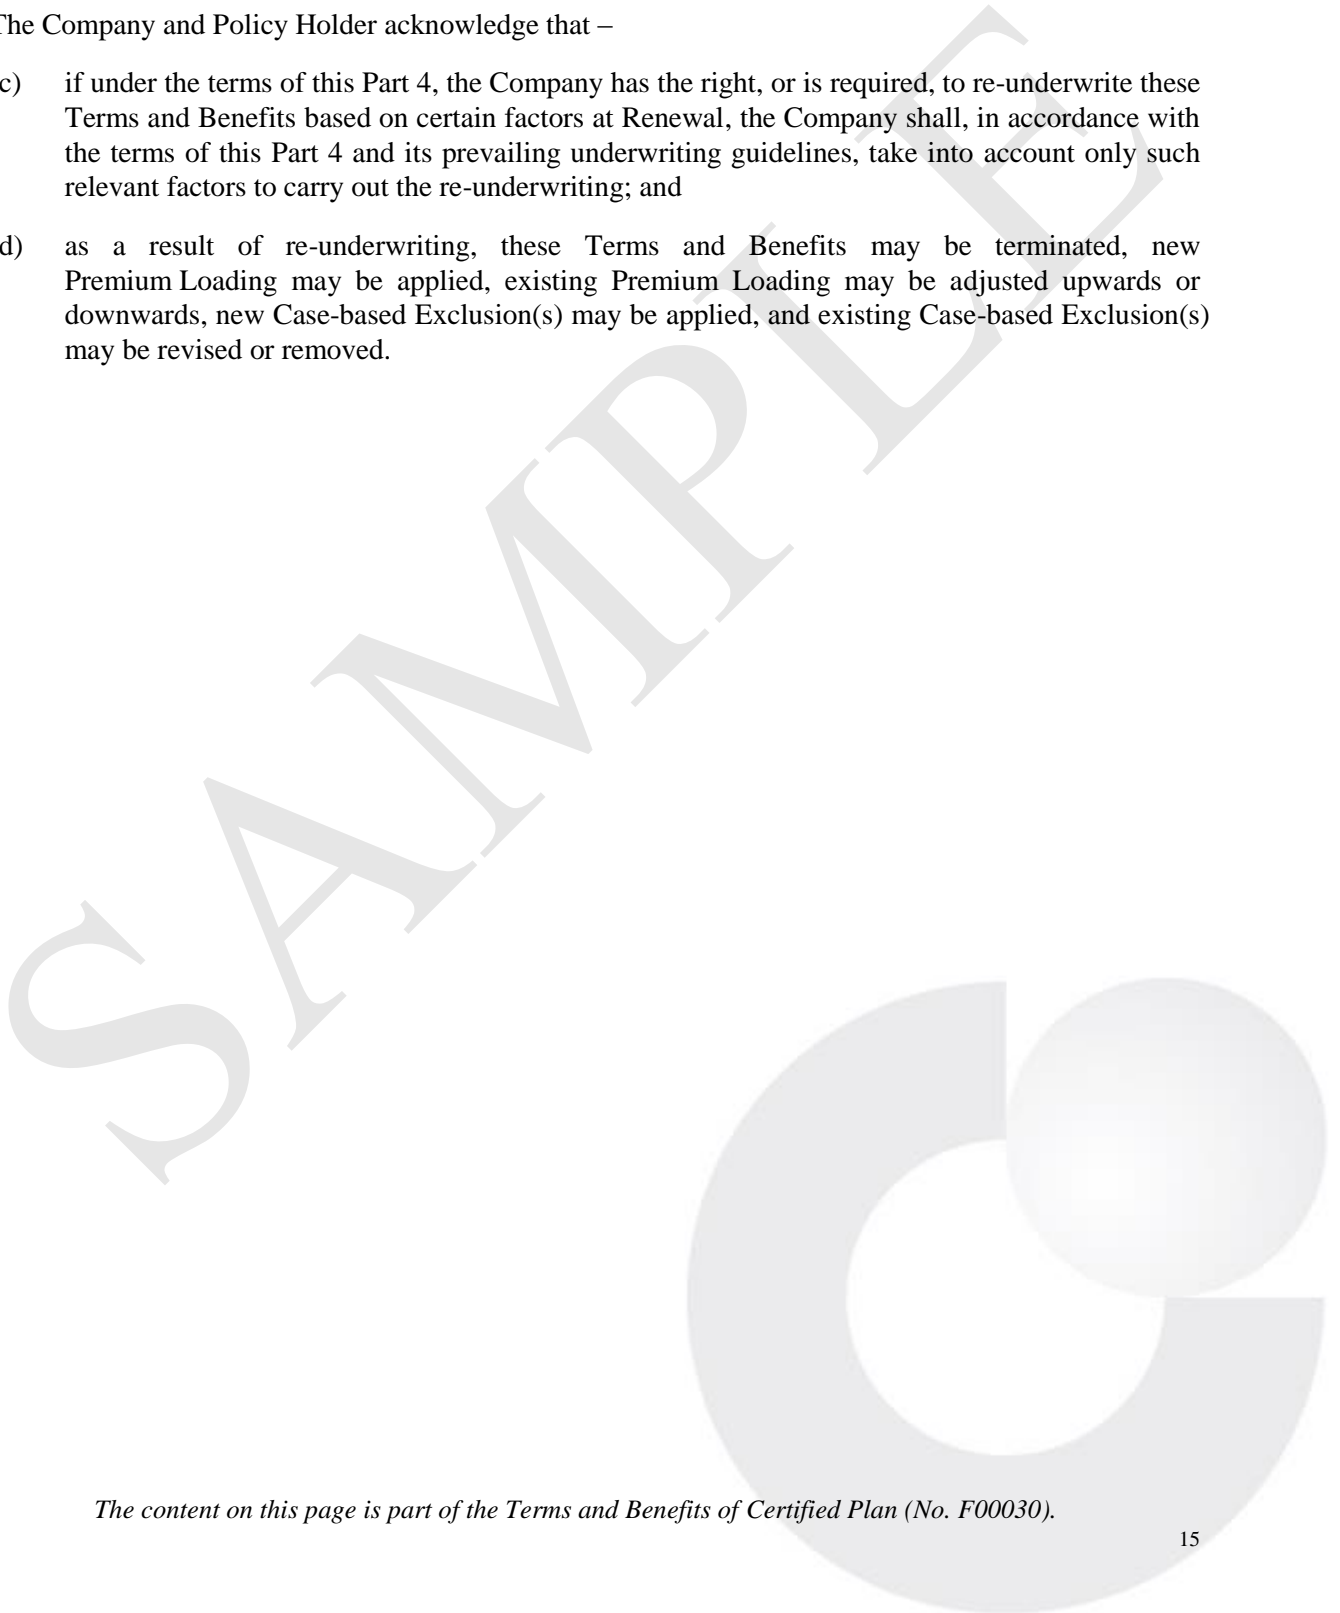 The Company and Policy Holder acknowledge that –
c) if under the terms of this Part 4, the Company has the right, or is required, to re-underwrite these
Terms and Benefits based on certain factors at Renewal, the Company shall, in accordance with
the terms of this Part 4 and its prevailing underwriting guidelines, take into account only such
relevant factors to carry out the re-underwriting; and
d) as a result of re-underwriting, these Terms and Benefits may be terminated, new
Premium Loading may be applied, existing Premium Loading may be adjusted upwards or
downwards, new Case-based Exclusion(s) may be applied, and existing Case-based Exclusion(s)
may be revised or removed.
SAMPLE
The content on this page is part of the Terms and Benefits of Certified Plan (No. F00030).
15